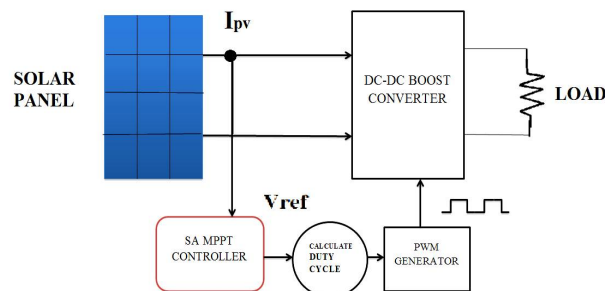 Ipv
SOLAR
PANEL
DC-DC BOOST
CONVERTER
LOAD
Vref
SA MPPT
CONTROLLER
CALCULATE
DUTY
CYCLE
PWM
GENERATOR